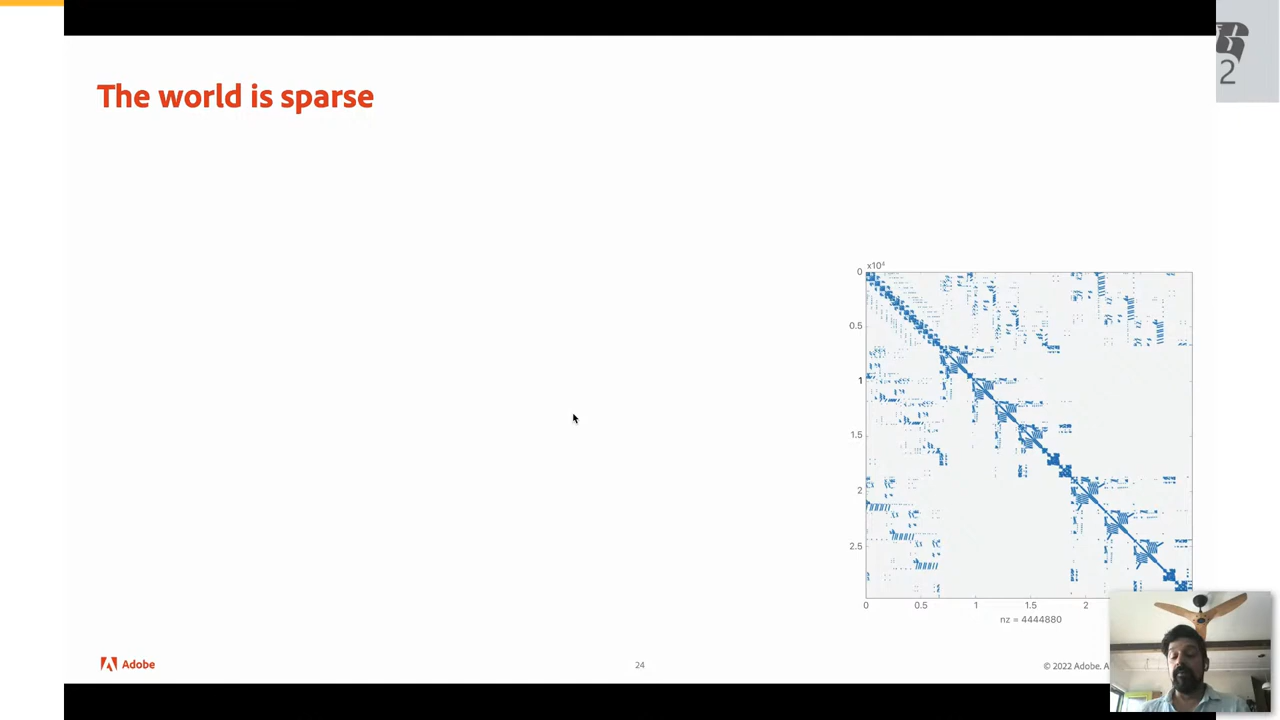 The world is sparse
2
x10⁴
0
0.5
1
1.5
2
2.5
0 0.5 1 1.5 2
nz = 4444880
Adobe
24
© 2022 Adobe. A